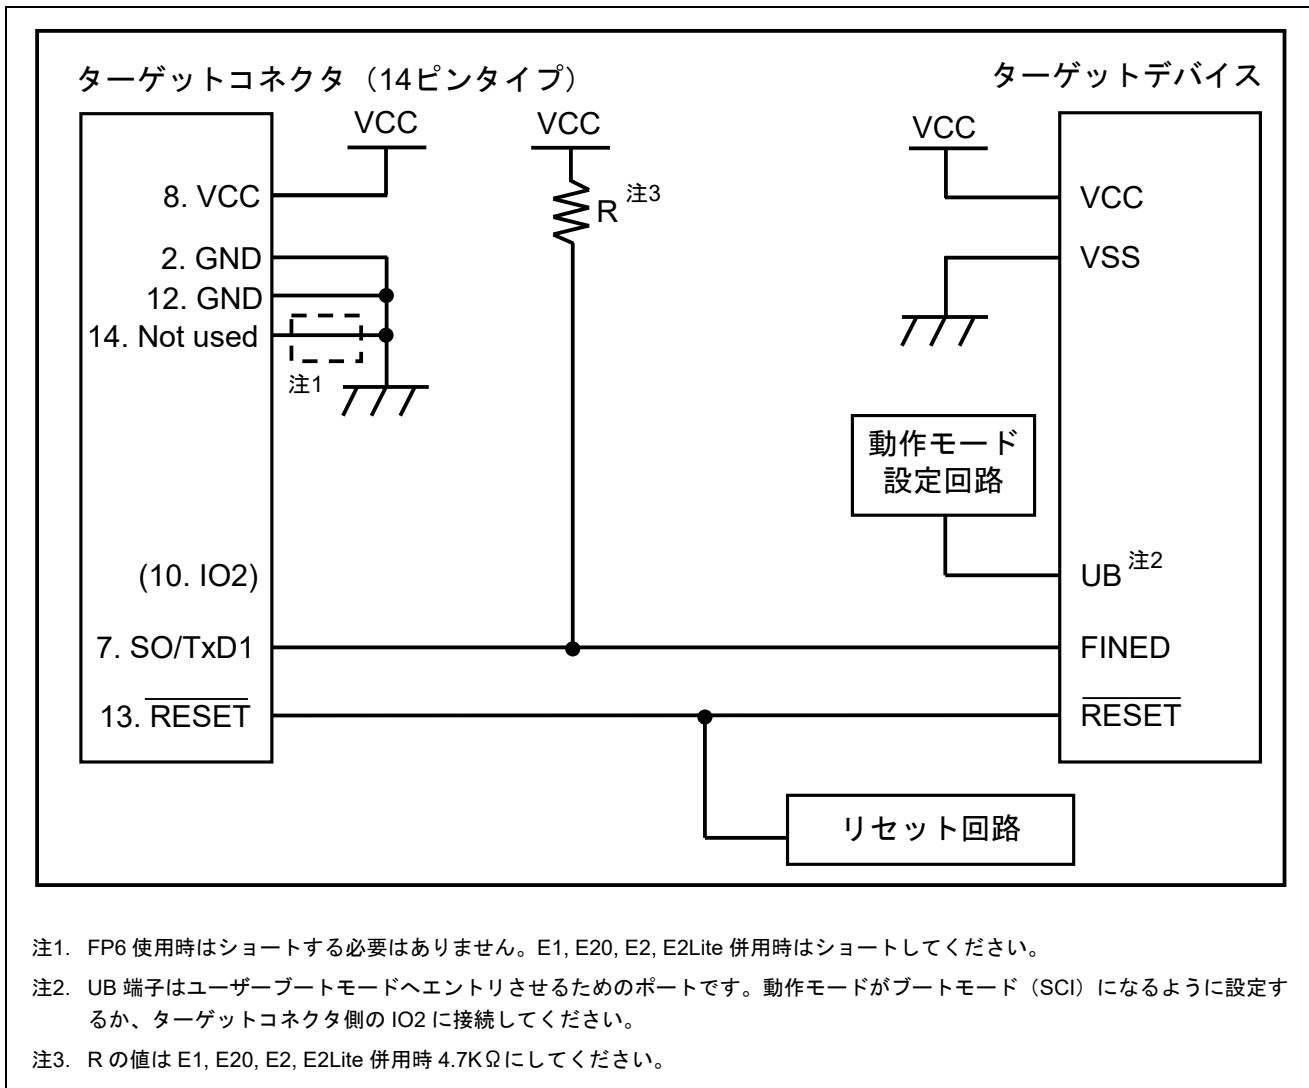 ターゲットコネクタ（14ピンタイプ）
ターゲットデバイス
VCC
VCC
VCC
8. VCC
R 注3
VCC
2. GND
VSS
12. GND
14. Not used
注1
動作モード
設定回路
(10. IO2)
UB 注2
7. SO/TxD1
FINED
13. RESET
RESET
リセット回路
注1. FP6 使用時はショートする必要はありません。E1, E20, E2, E2Lite 併用時はショートしてください。
注2. UB 端子はユーザーブートモードへエントリさせるためのポートです。動作モードがブートモード（SCI）になるように設定す
るか、ターゲットコネクタ側の IO2 に接続してください。
注3. R の値は E1, E20, E2, E2Lite 併用時 4.7KΩにしてください。